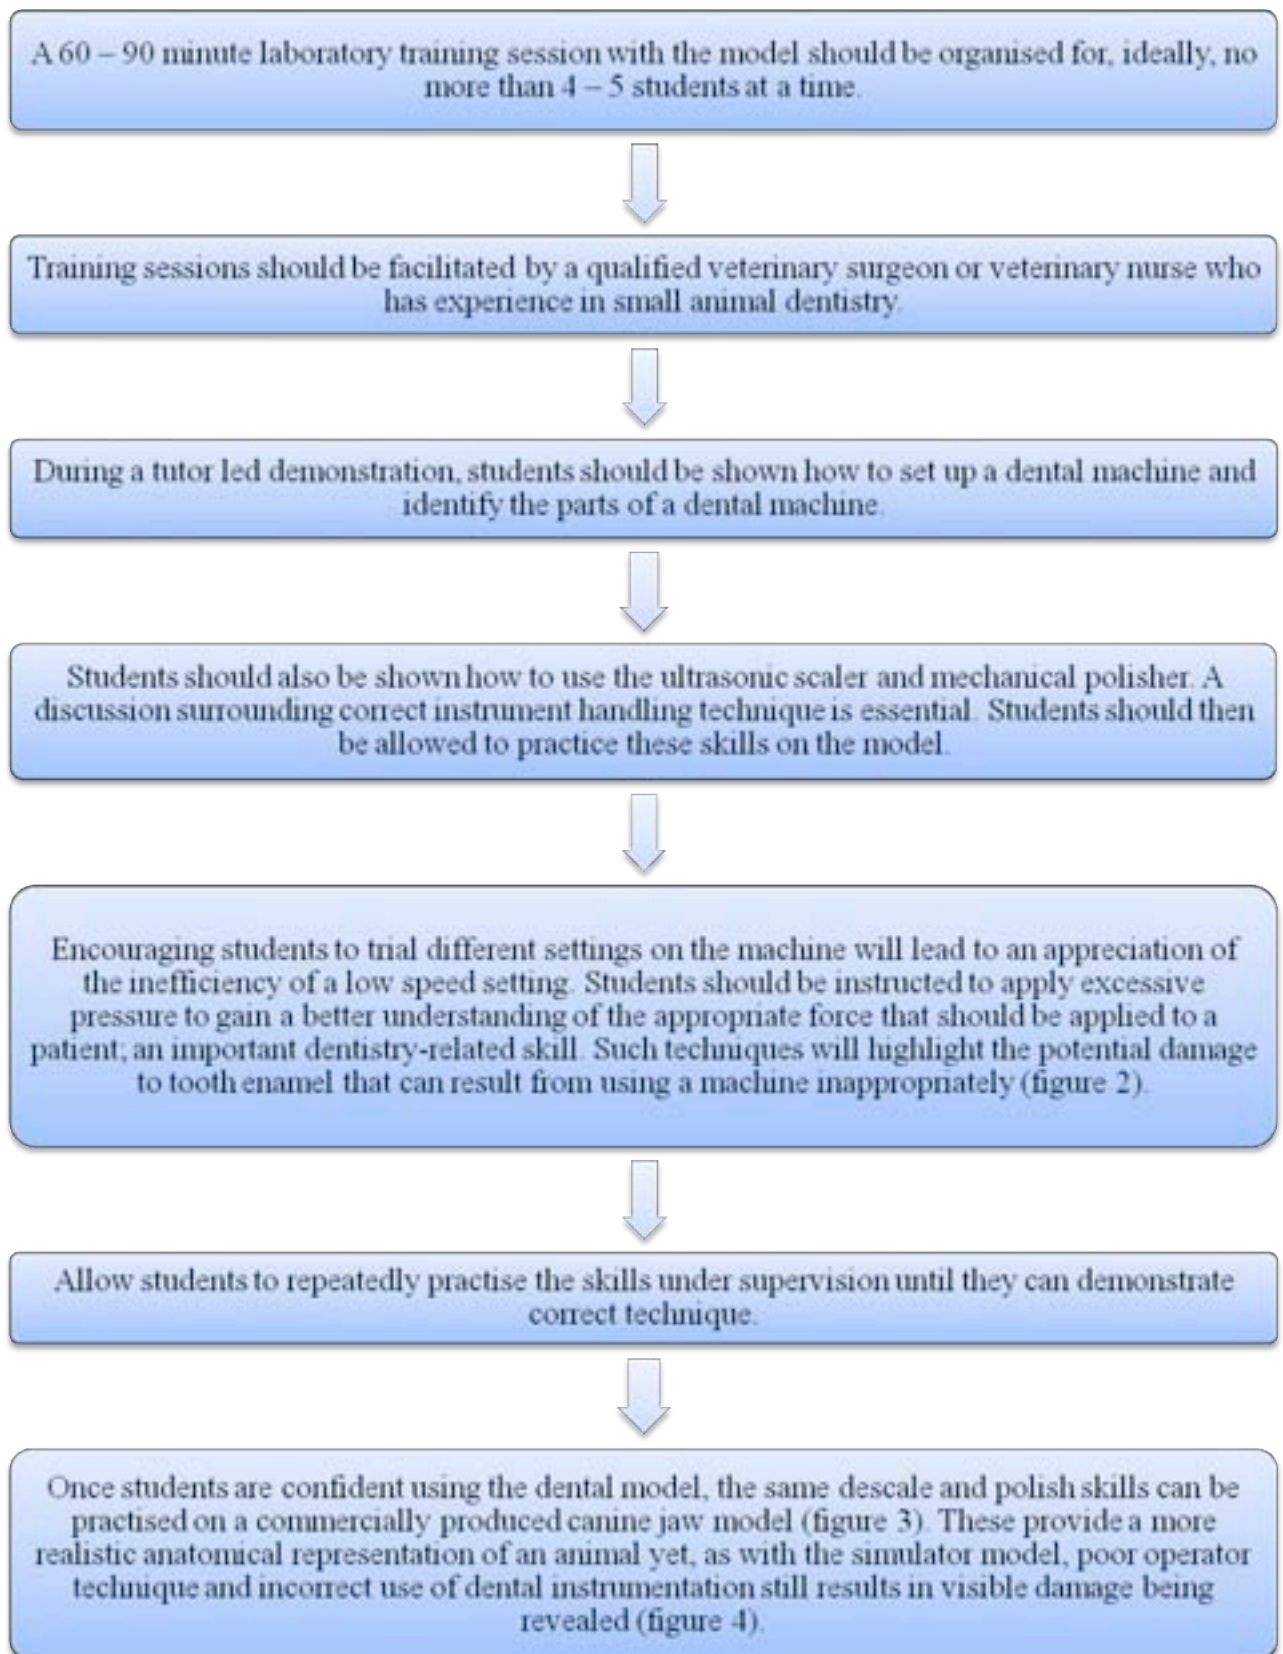 A 60 – 90 minute laboratory training session with the model should be organised for, ideally, no
more than 4 – 5 students at a time.
Training sessions should be facilitated by a qualified veterinary surgeon or veterinary nurse who
has experience in small animal dentistry.
During a tutor led demonstration, students should be shown how to set up a dental machine and
identify the parts of a dental machine.
Students should also be shown how to use the ultrasonic scaler and mechanical polisher. A
discussion surrounding correct instrument handling technique is essential. Students should then
be allowed to practice these skills on the model.
Encouraging students to trial different settings on the machine will lead to an appreciation of
the inefficiency of a low speed setting. Students should be instructed to apply excessive
pressure to gain a better understanding of the appropriate force that should be applied to a
patient; an important dentistry-related skill. Such techniques will highlight the potential damage
to tooth enamel that can result from using a machine inappropriately (figure 2).
Allow students to repeatedly practise the skills under supervision until they can demonstrate
correct technique.
Once students are confident using the dental model, the same descale and polish skills can be
practised on a commercially produced canine jaw model (figure 3). These provide a more
realistic anatomical representation of an animal yet, as with the simulator model, poor operator
technique and incorrect use of dental instrumentation still results in visible damage being
revealed (figure 4).